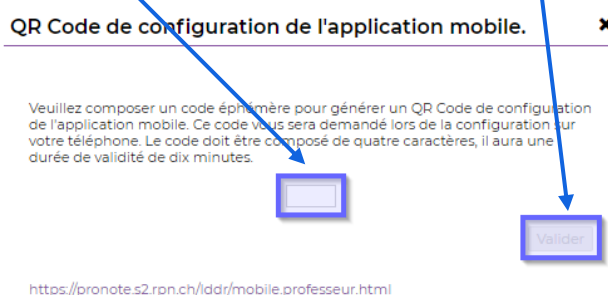 QR Code de configuration de l'application mobile.
Veuillez composer un code éphémère pour générer un QR Code de configuration
de l'application mobile. Ce code vous sera demandé lors de la configuration sur
votre téléphone. Le code doit être composé de quatre caractères, il aura une
durée de validité de dix minutes.
Valider
https://pronote.s2.rpn.ch/lddr/mobile.professeur.html